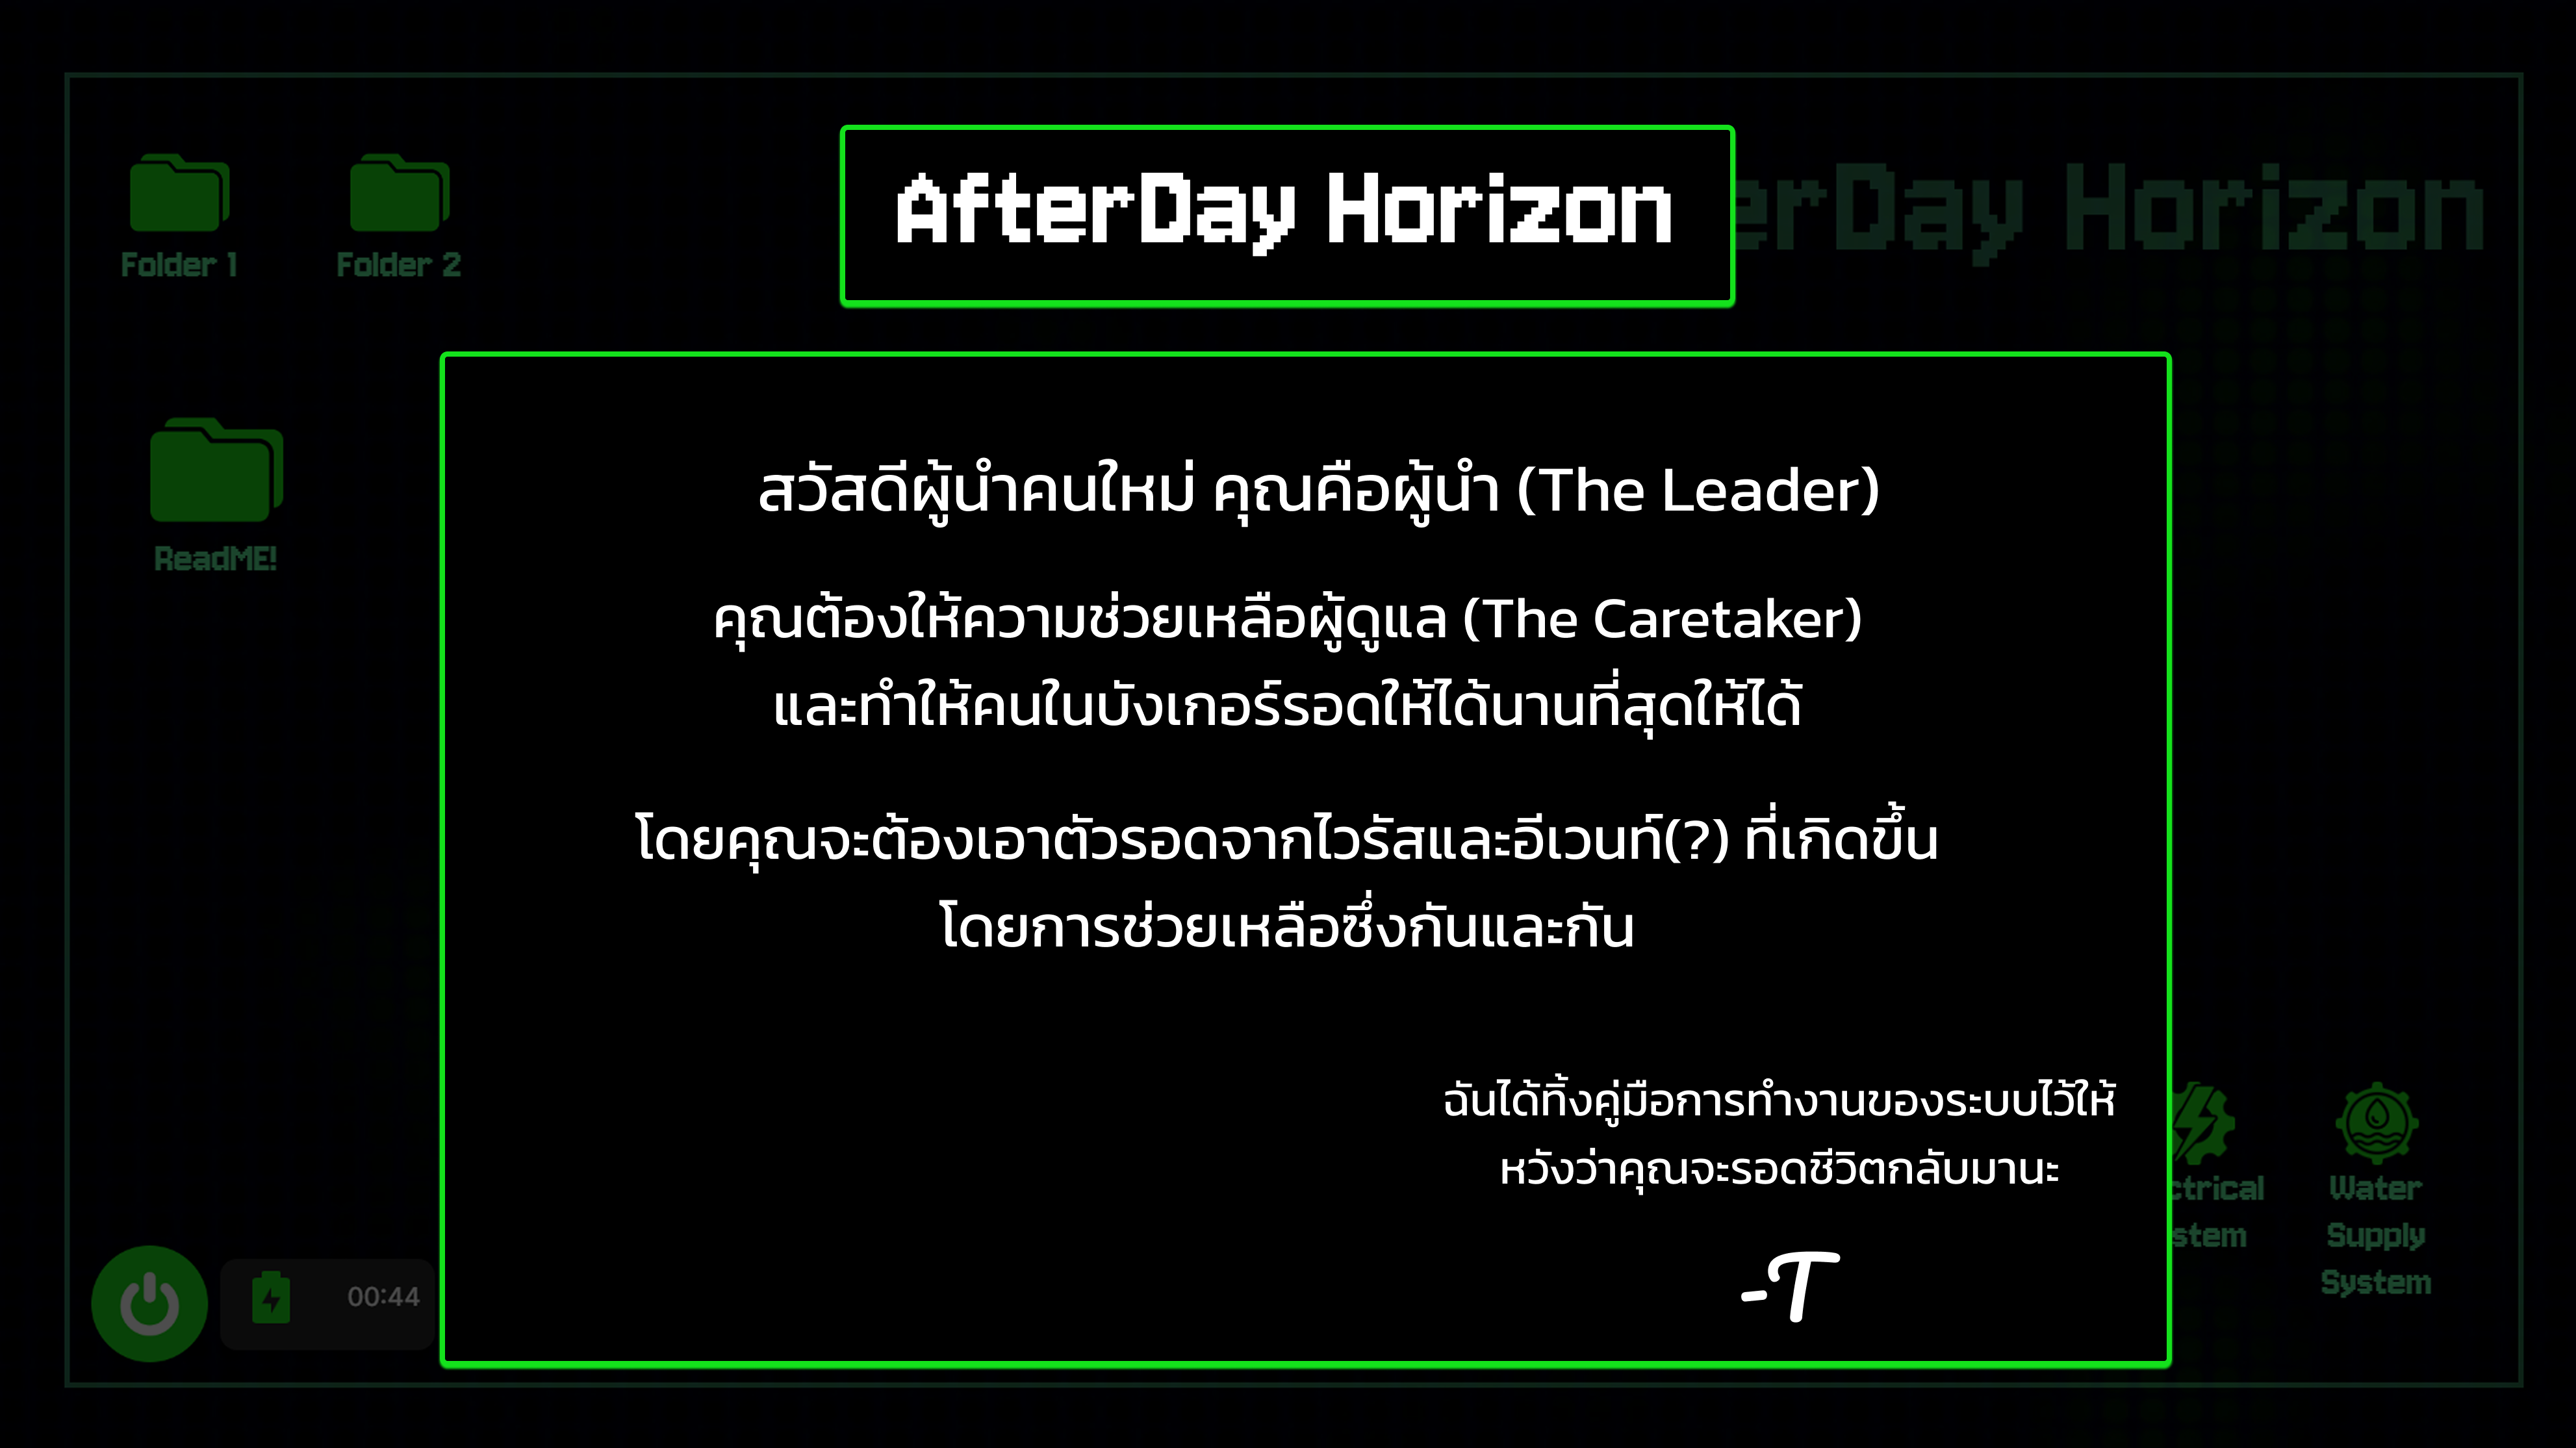 AfterDay Horizon
erDay Horizon
Folder 1
Folder 2
ReadME!
สวัสดีผู้นำคนใหม่ คุณคือผู้นำ (The Leader)
คุณต้องให้ความช่วยเหลือผู้ดูแล (The Caretaker)
และทำให้คนในบังเกอร์รอดให้ได้นานที่สุดให้ได้
โดยคุณจะต้องเอาตัวรอดจากไวรัสและอีเวนท์(?) ที่เกิดขึ้น
โดยการช่วยเหลือซึ่งกันและกัน
ฉันได้ทิ้งคู่มือการทำงานของระบบไว้ให้
หวังว่าคุณจะรอดชีวิตกลับมานะ
-T
ctrical
stem
Water
Supply
System
00:44